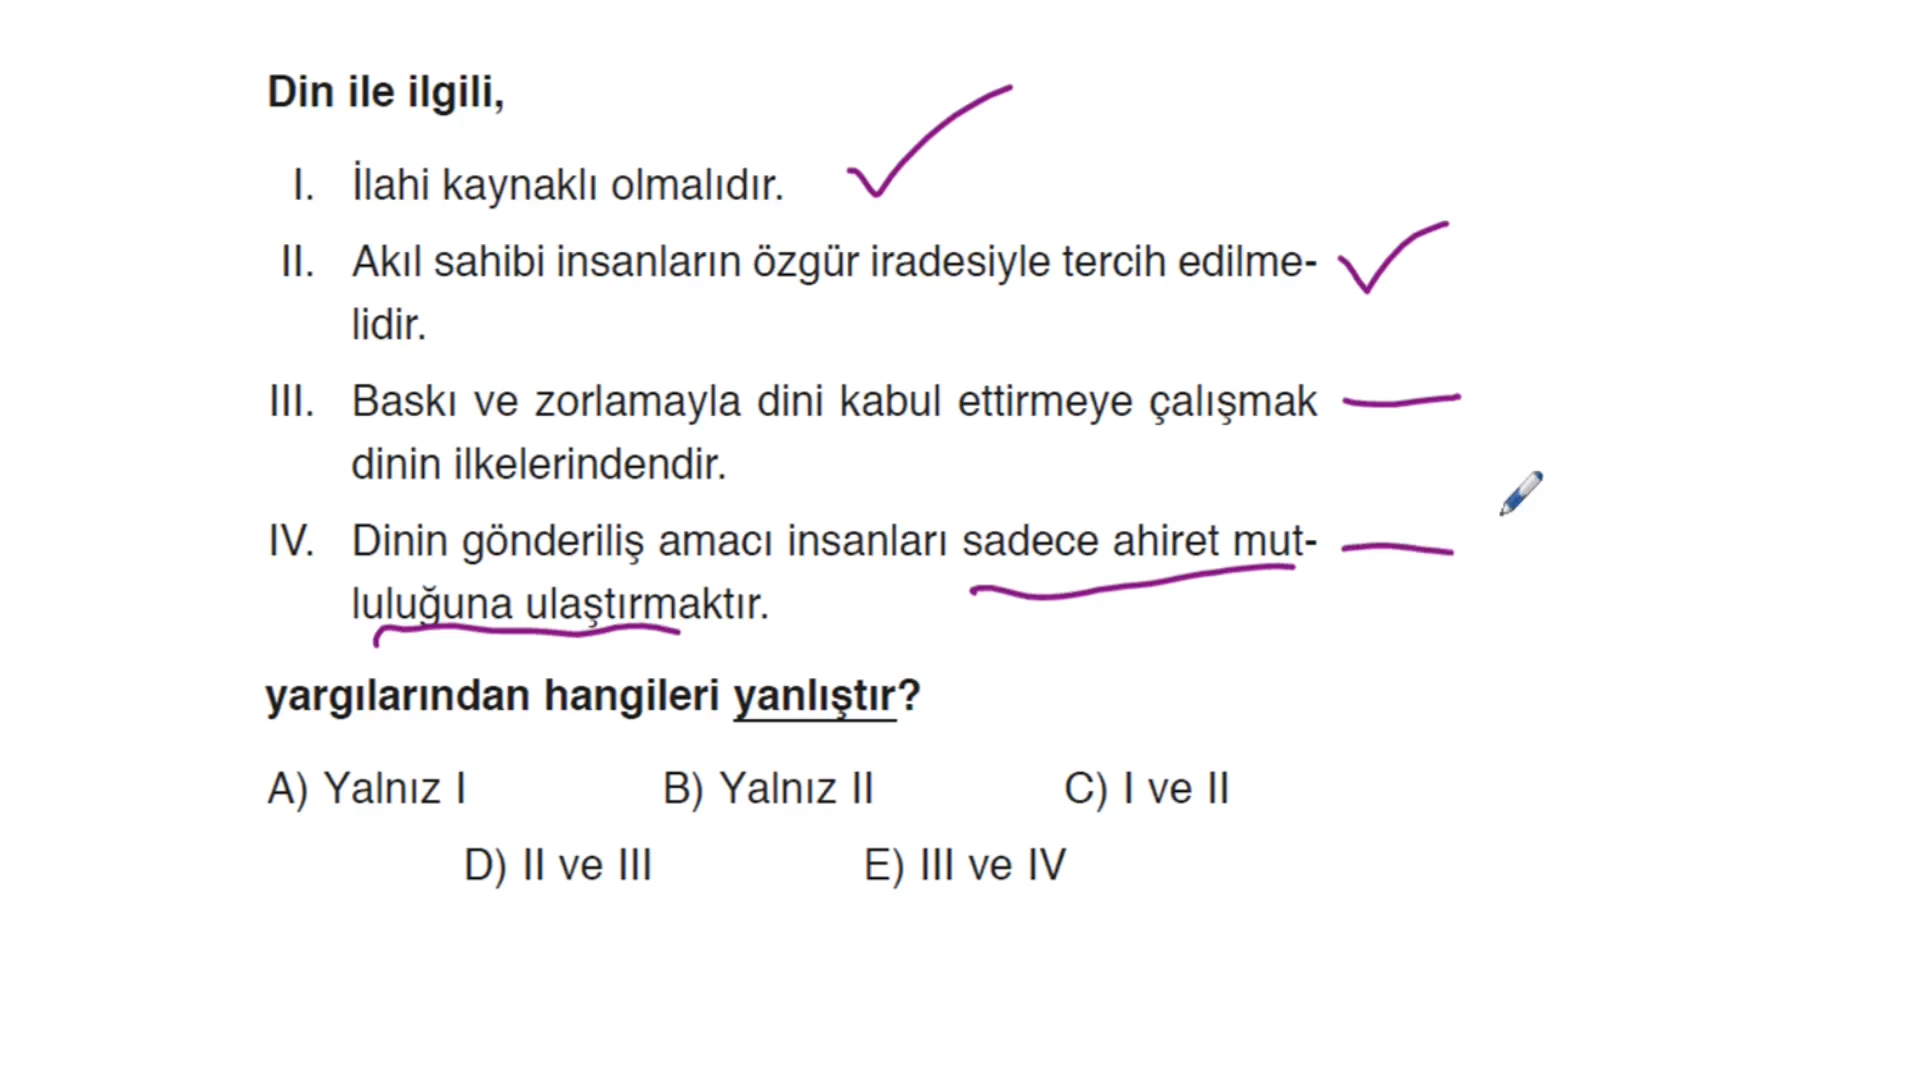 Din ile ilgili,
I. İlahi kaynaklı olmalıdır.
II. Akıl sahibi insanların özgür iradesiyle tercih edilme-
lidir.
III. Baskı ve zorlamayla dini kabul ettirmeye çalışmak
dinin ilkelerindendir.
IV. Dinin gönderiliş amacı insanları sadece ahiret mut-
luluğuna ulaştırmaktır.
yargılarından hangileri yanlıştır?
A) Yalnız I B) Yalnız II C) I ve II
D) II ve III E) III ve IV